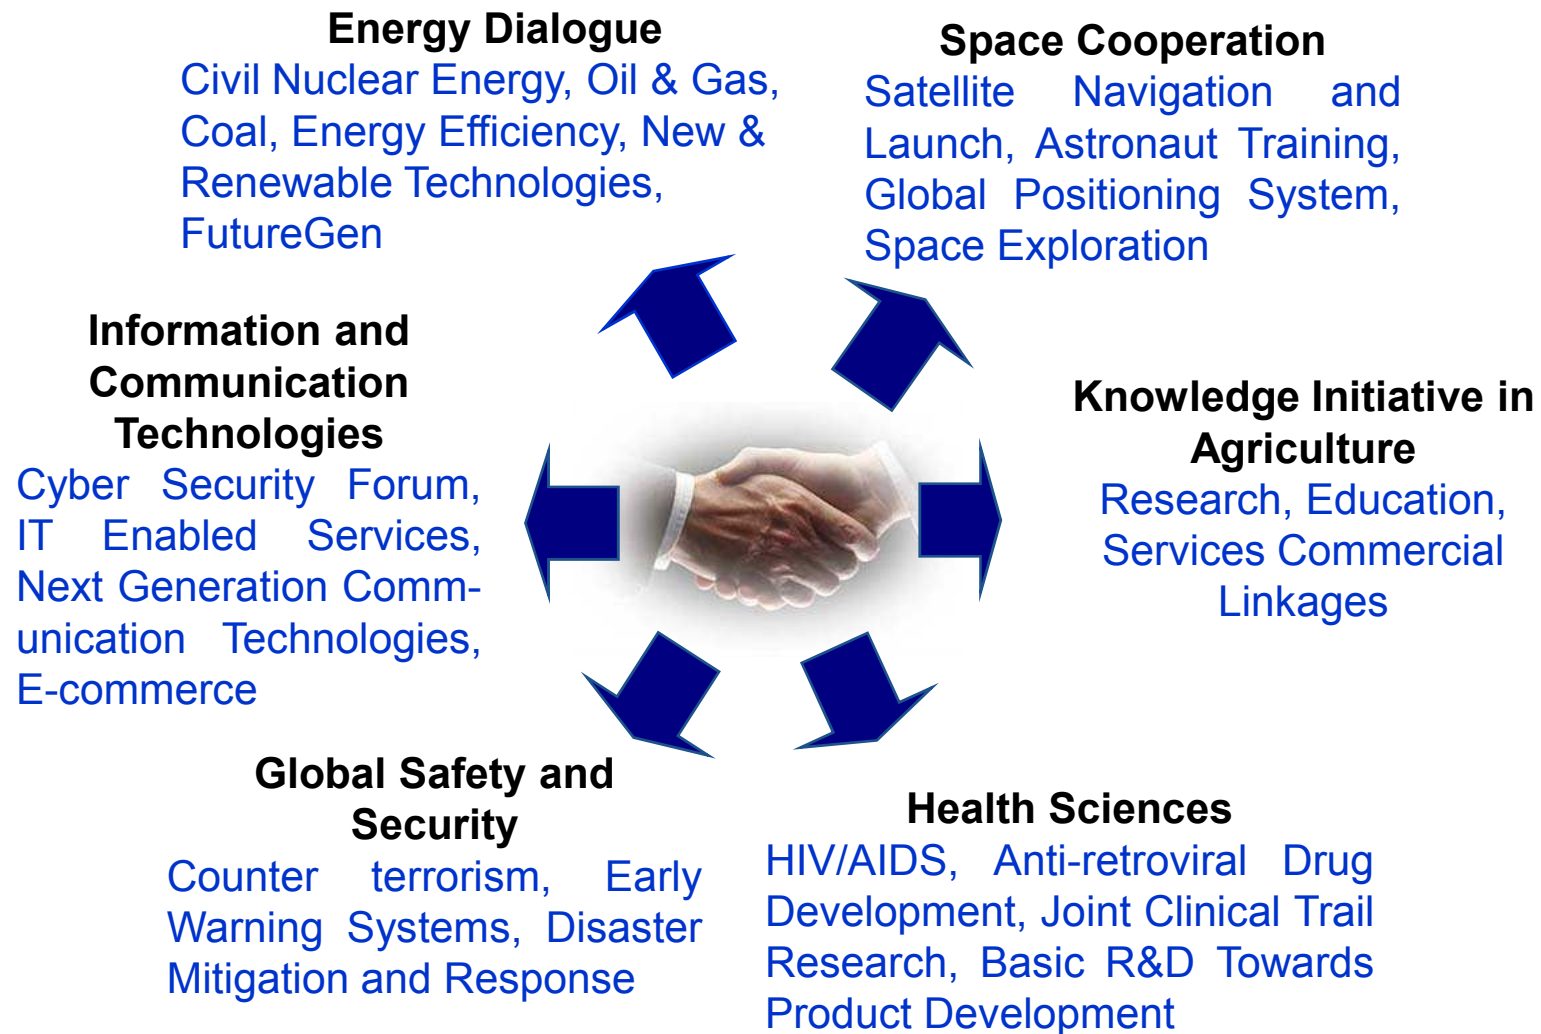 Energy Dialogue
Civil Nuclear Energy, Oil & Gas,
Coal, Energy Efficiency, New &
Renewable Technologies,
FutureGen
Space Cooperation
Satellite Navigation and
Launch, Astronaut Training,
Global Positioning System,
Space Exploration
Information and
Communication
Technologies
Cyber Security Forum,
IT Enabled Services,
Next Generation Comm-
unication Technologies,
E-commerce
Knowledge Initiative in
Agriculture
Research, Education,
Services Commercial
Linkages
Global Safety and
Security
Counter terrorism, Early
Warning Systems, Disaster
Mitigation and Response
Health Sciences
HIV/AIDS, Anti-retroviral Drug
Development, Joint Clinical Trail
Research, Basic R&D Towards
Product Development